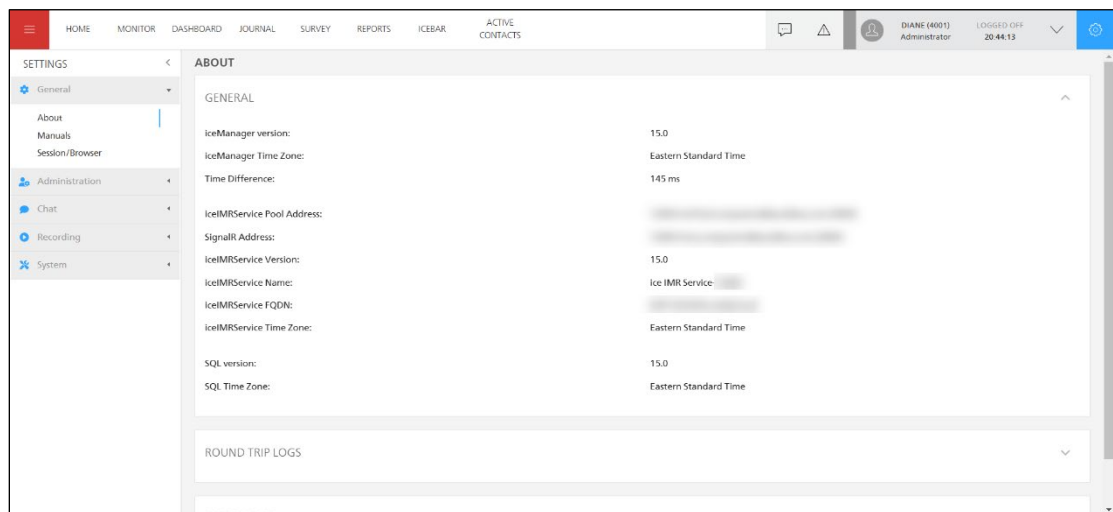 HOME MONITOR DASHBOARD JOURNAL SURVEY REPORTS ICEBAR ACTIVE CONTACTS
DIANE (4001)
Administrator
LOGGED OFF
20:44:13
SETTINGS
General
About
Manuals
Session/Browser
Administration
Chat
Recording
System
ABOUT
GENERAL
iceManager version: 15.0
iceManager Time Zone: Eastern Standard Time
Time Difference: 145 ms
iceIMRService Pool Address:
SignalR Address:
iceIMRService Version: 15.0
iceIMRService Name: ice IMR Service-
iceIMRService FQDN:
iceIMRService Time Zone: Eastern Standard Time
SQL version: 15.0
SQL Time Zone: Eastern Standard Time
ROUND TRIP LOGS